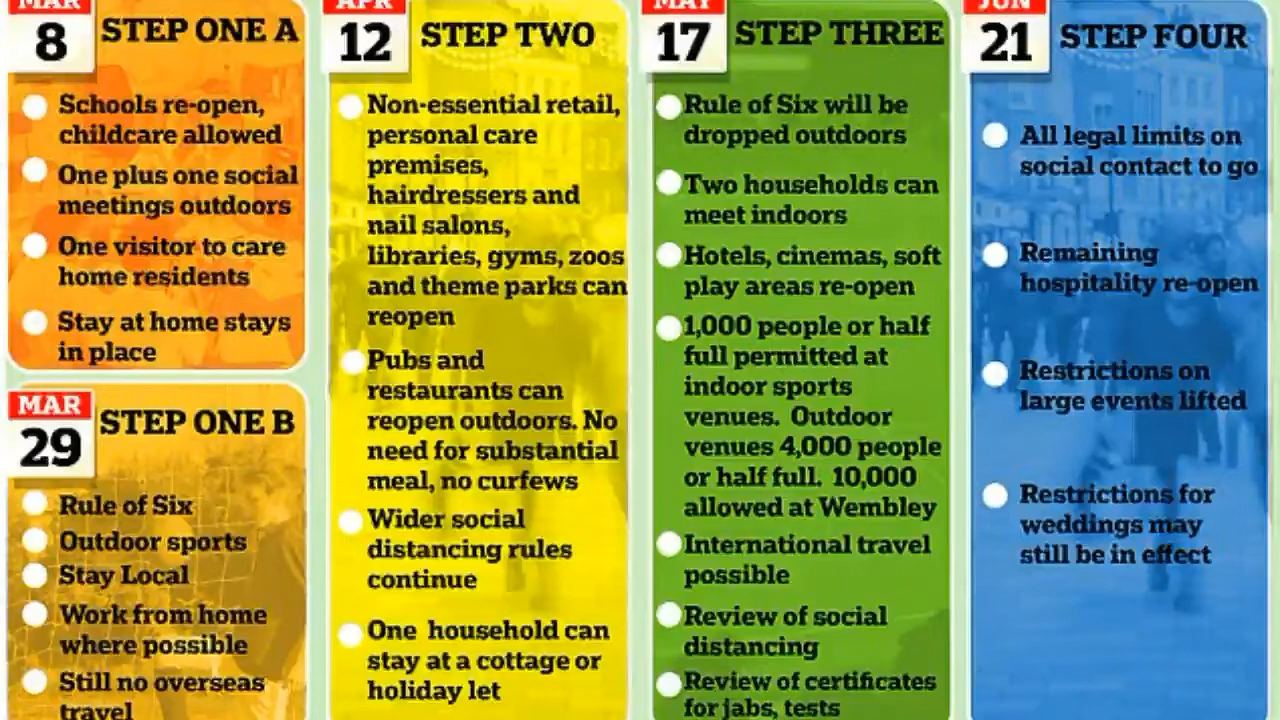 MAR
8
STEP ONE A
Schools re-open,
childcare allowed
One plus one social
meetings outdoors
One visitor to care
home residents
Stay at home stays
in place
MAR
29
STEP ONE B
Rule of Six
Outdoor sports
Stay Local
Work from home
where possible
Still no overseas
travel
APR
12
STEP TWO
Non-essential retail,
personal care
premises,
hairdressers and
nail salons,
libraries, gyms, zoos
and theme parks can
reopen
Pubs and
restaurants can
reopen outdoors. No
need for substantial
meal, no curfews
Wider social
distancing rules
continue
One household can
stay at a cottage or
holiday let
MAY
17
STEP THREE
Rule of Six will be
dropped outdoors
Two households can
meet indoors
Hotels, cinemas, soft
play areas re-open
1,000 people or half
full permitted at
indoor sports
venues. Outdoor
venues 4,000 people
or half full. 10,000
allowed at Wembley
International travel
possible
Review of social
distancing
Review of certificates
for jabs, tests
JUN
21
STEP FOUR
All legal limits on
social contact to go
Remaining
hospitality re-open
Restrictions on
large events lifted
Restrictions for
weddings may
still be in effect